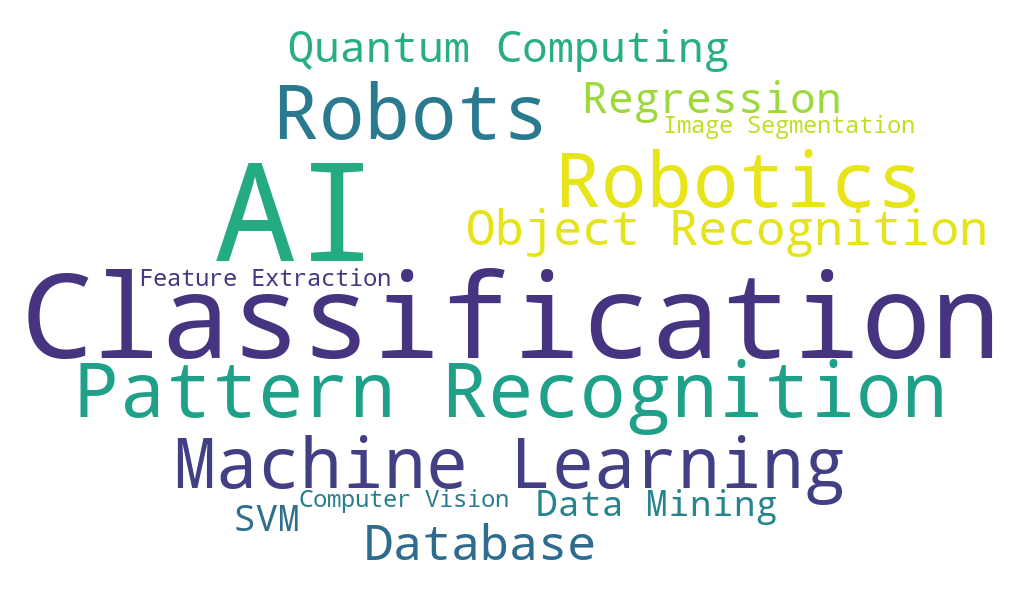 Quantum Computing
Robots
Regression
Image Segmentation
AI
Robotics
Object Recognition
Feature Extraction
Classification
Pattern Recognition
Machine Learning
Computer Vision
Data Mining
SVM
Database